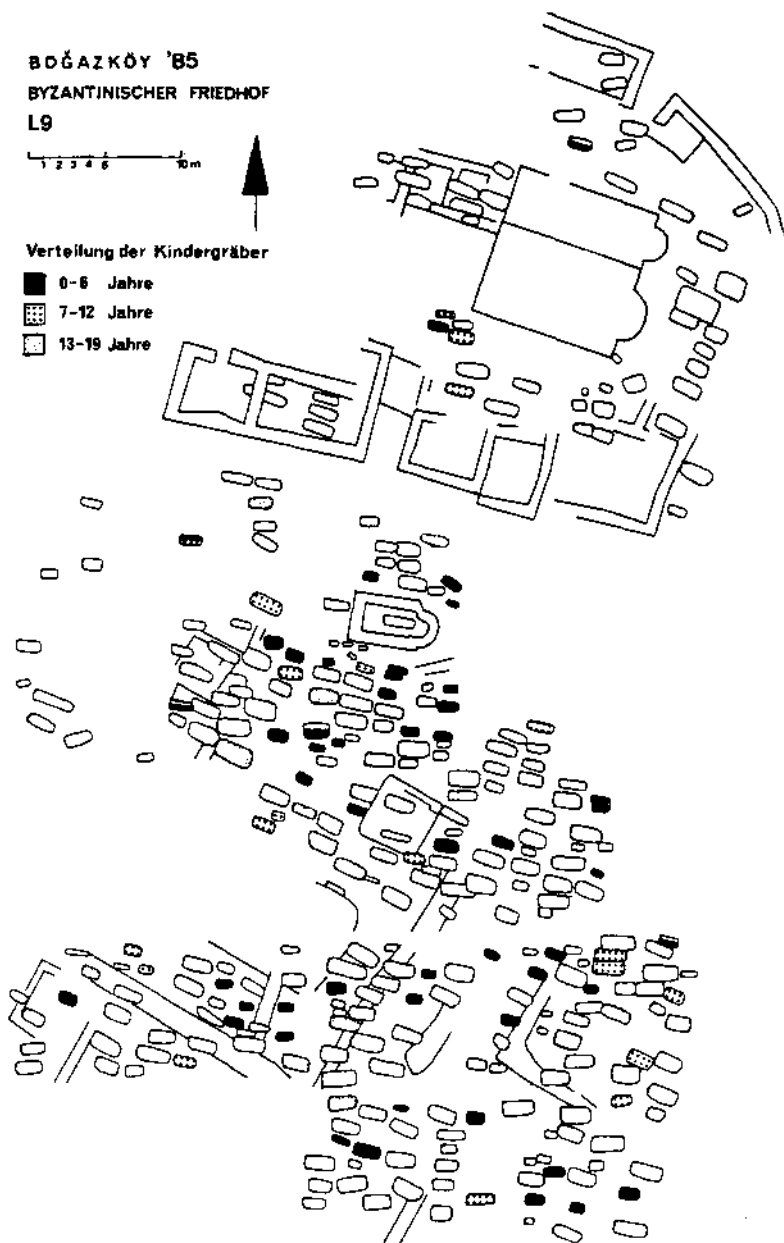 BOĞAZKÖY '85
BYZANTINISCHER FRIEDHOF
L9
1 2 3 4 5 10 m
Verteilung der Kindergräber
0-6 Jahre
7-12 Jahre
13-19 Jahre